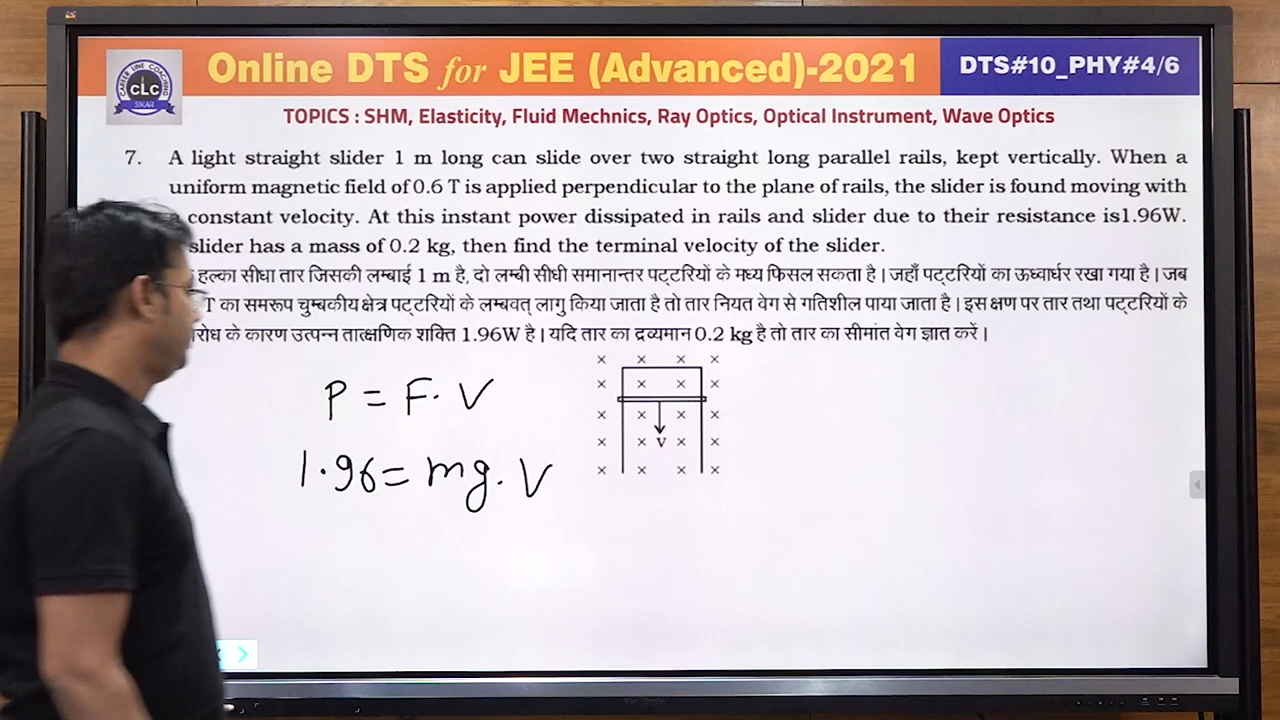 Online DTS for JEE (Advanced)-2021
DTS#10_PHY#4/6
CAREER LINE COACHING
CLC
SIKAR
TOPICS : SHM, Elasticity, Fluid Mechnics, Ray Optics, Optical Instrument, Wave Optics
7. A light straight slider 1 m long can slide over two straight long parallel rails, kept vertically. When a
uniform magnetic field of 0.6 T is applied perpendicular to the plane of rails, the slider is found moving with
constant velocity. At this instant power dissipated in rails and slider due to their resistance is1.96W.
slider has a mass of 0.2 kg, then find the terminal velocity of the slider.
हल्का सीधा तार जिसकी लम्बाई 1 m है, दो लम्बी सीधी समानान्तर पट्टरियों के मध्य फिसल सकता है। जहाँ पट्टरियों का ऊध्वार्धर रखा गया है। जब
T का समरूप चुम्बकीय क्षेत्र पट्टरियों के लम्बवत् लागु किया जाता है तो तार नियत वेग से गतिशील पाया जाता है। इस क्षण पर तार तथा पट्टरियों के
रोध के कारण उत्पन्न तात्क्षणिक शक्ति 1.96W है। यदि तार का द्रव्यमान 0.2 kg है तो तार का सीमांत वेग ज्ञात करें।
× × × ×
× × × ×
× × × ×
× × v × ×
× × × ×
P = F. V
1.96 = mg. V